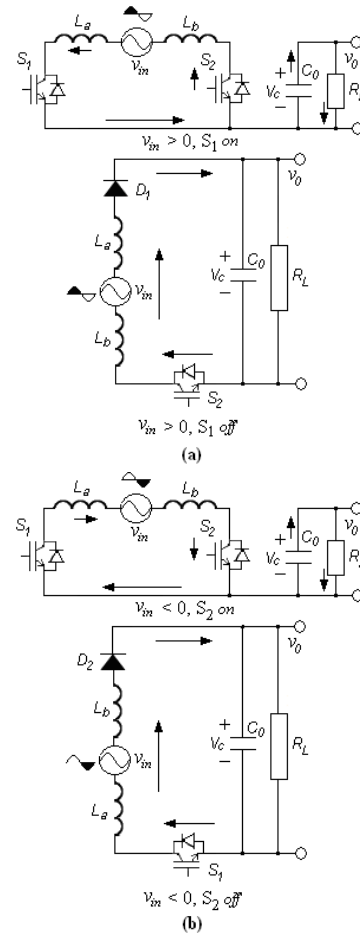 La Lb
S1 vin S2 + C0 v0
Vc R
−
vin > 0, S1 on
D1 v0
La
+ C0
vin Vc RL
−
Lb
S2
vin > 0, S1 off
(a)
La Lb
S1 vin S2 + C0 v0
Vc R
−
vin < 0, S2 on
D2 v0
Lb
+ C0
vin Vc RL
−
La
S1
vin < 0, S2 off
(b)